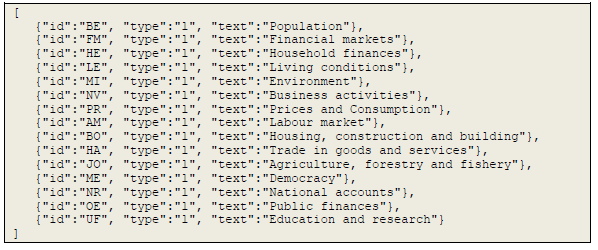 [
{"id":"BE", "type":"l", "text":"Population"},
{"id":"FM", "type":"l", "text":"Financial markets"},
{"id":"HE", "type":"l", "text":"Household finances"},
{"id":"LE", "type":"l", "text":"Living conditions"},
{"id":"MI", "type":"l", "text":"Environment"},
{"id":"NV", "type":"l", "text":"Business activities"},
{"id":"PR", "type":"l", "text":"Prices and Consumption"},
{"id":"AM", "type":"l", "text":"Labour market"},
{"id":"BO", "type":"l", "text":"Housing, construction and building"},
{"id":"HA", "type":"l", "text":"Trade in goods and services"},
{"id":"JO", "type":"l", "text":"Agriculture, forestry and fishery"},
{"id":"ME", "type":"l", "text":"Democracy"},
{"id":"NR", "type":"l", "text":"National accounts"},
{"id":"OE", "type":"l", "text":"Public finances"},
{"id":"UF", "type":"l", "text":"Education and research"}
]